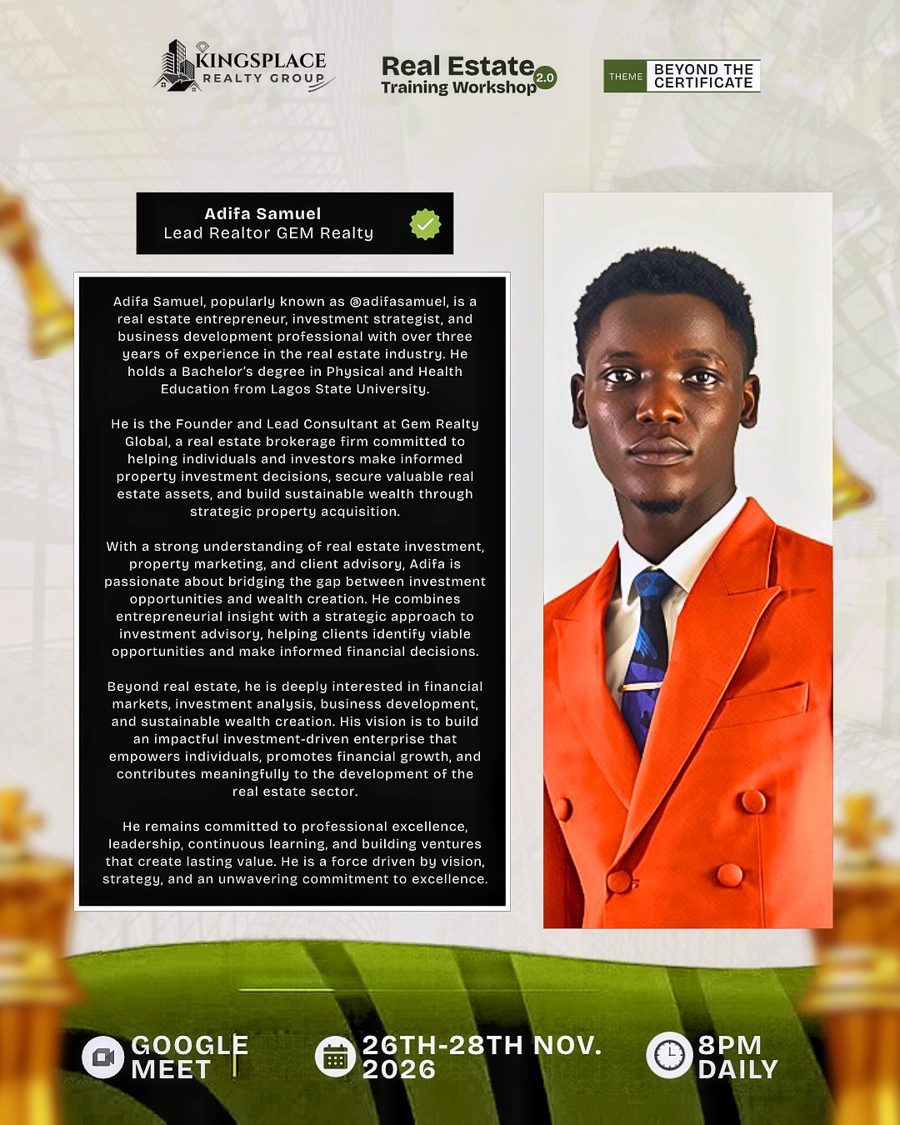 KINGSPLACE
REALTY GROUP
Real Estate
Training Workshop 2.0
THEME
BEYOND THE
CERTIFICATE
Adifa Samuel
Lead Realtor GEM Realty
Adifa Samuel, popularly known as @adifasamuel, is a
real estate entrepreneur, investment strategist, and
business development professional with over three
years of experience in the real estate industry. He
holds a Bachelor's degree in Physical and Health
Education from Lagos State University.
He is the Founder and Lead Consultant at Gem Realty
Global, a real estate brokerage firm committed to
helping individuals and investors make informed
property investment decisions, secure valuable real
estate assets, and build sustainable wealth through
strategic property acquisition.
With a strong understanding of real estate investment,
property marketing, and client advisory, Adifa is
passionate about bridging the gap between investment
opportunities and wealth creation. He combines
entrepreneurial insight with a strategic approach to
investment advisory, helping clients identify viable
opportunities and make informed financial decisions.
Beyond real estate, he is deeply interested in financial
markets, investment analysis, business development,
and sustainable wealth creation. His vision is to build
an impactful investment-driven enterprise that
empowers individuals, promotes financial growth, and
contributes meaningfully to the development of the
real estate sector.
He remains committed to professional excellence,
leadership, continuous learning, and building ventures
that create lasting value. He is a force driven by vision,
strategy, and an unwavering commitment to excellence.
GOOGLE
MEET
26TH-28TH NOV.
2026
8PM
DAILY